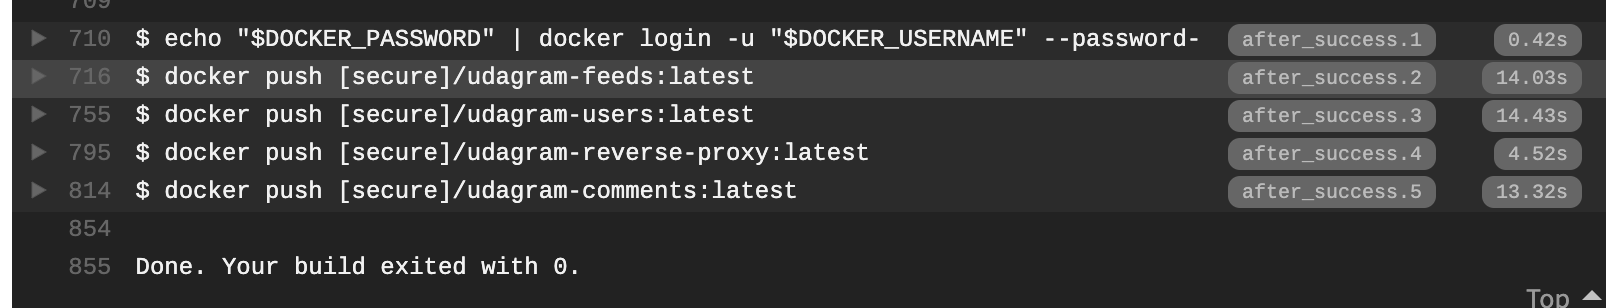 709
710 $ echo "$DOCKER_PASSWORD" | docker login -u "$DOCKER_USERNAME" --password- after_success.1 0.42s
716 $ docker push [secure]/udagram-feeds:latest after_success.2 14.03s
755 $ docker push [secure]/udagram-users:latest after_success.3 14.43s
795 $ docker push [secure]/udagram-reverse-proxy:latest after_success.4 4.52s
814 $ docker push [secure]/udagram-comments:latest after_success.5 13.32s
854
855 Done. Your build exited with 0.
Top